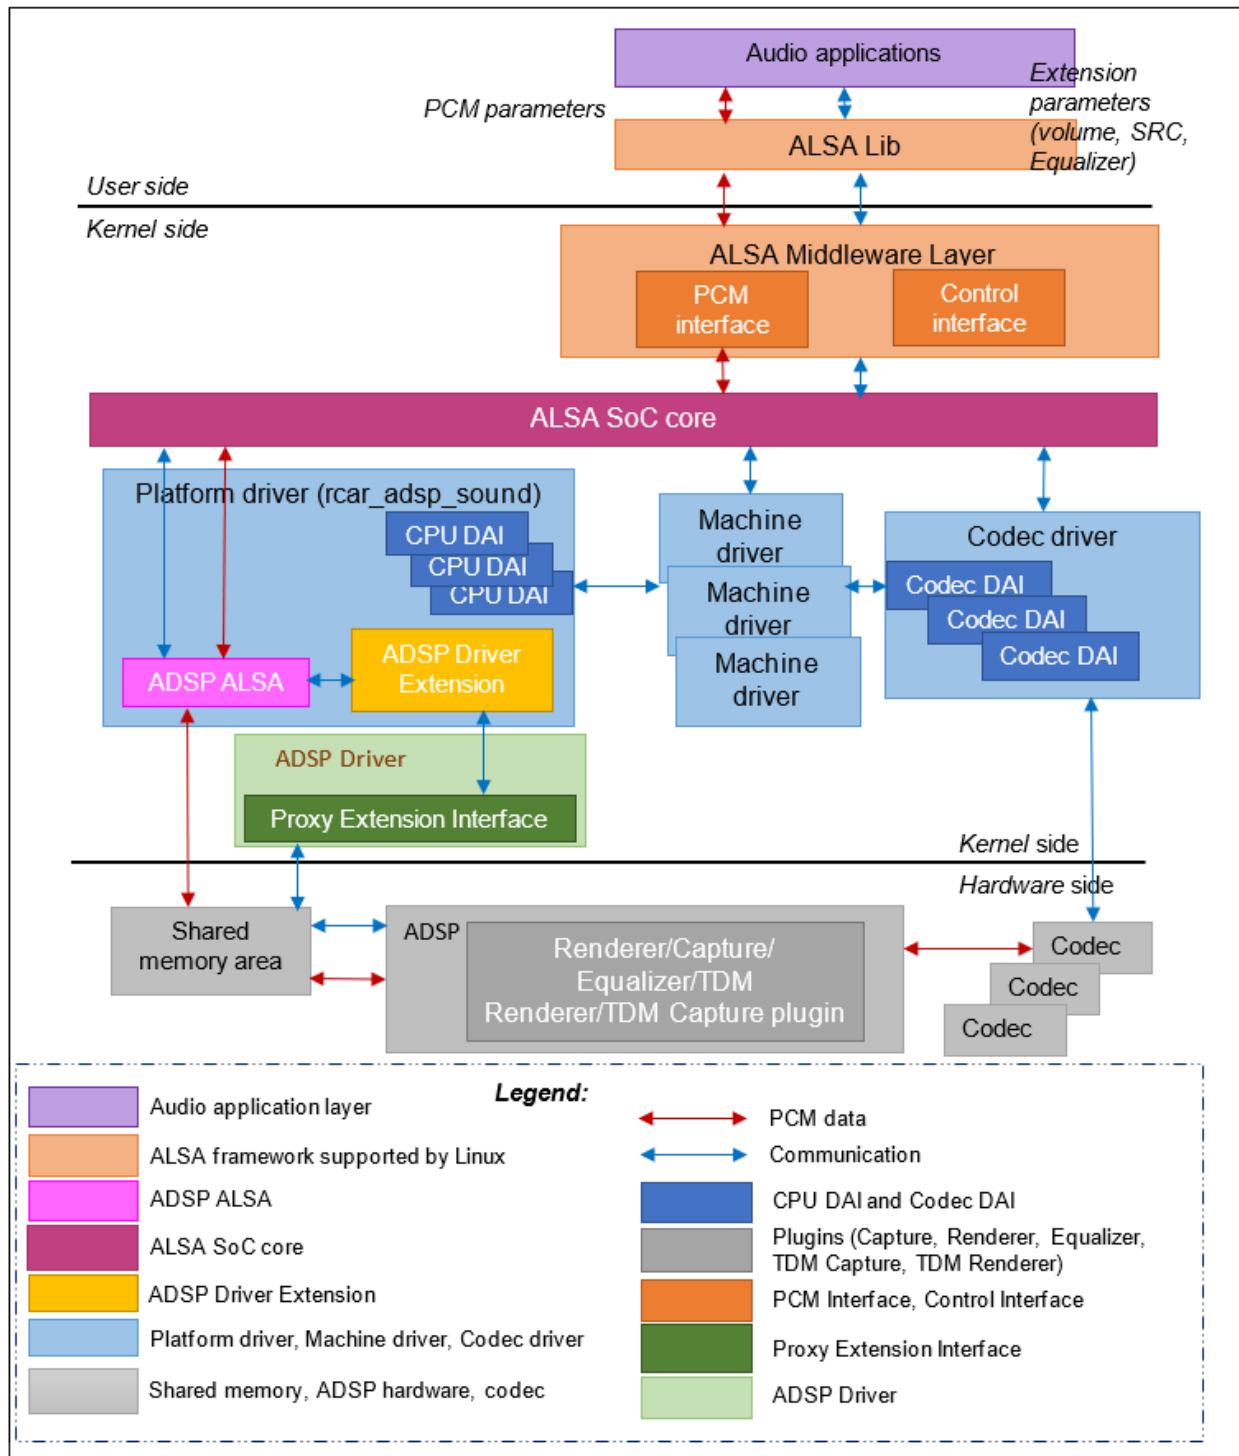 Audio applications
PCM parameters
Extension
parameters
(volume, SRC,
Equalizer)
ALSA Lib
User side
Kernel side
ALSA Middleware Layer
PCM
interface
Control
interface
ALSA SoC core
Platform driver (rcar_adsp_sound)
CPU DAI
CPU DAI
CPU DAI
Machine
driver
Machine
driver
Machine
driver
Codec driver
Codec DAI
Codec DAI
Codec DAI
ADSP ALSA
ADSP Driver
Extension
ADSP Driver
Proxy Extension Interface
Kernel side
Hardware side
Shared
memory area
ADSP
Renderer/Capture/
Equalizer/TDM
Renderer/TDM Capture plugin
Codec
Codec
Codec
Legend:
Audio application layer
ALSA framework supported by Linux
ADSP ALSA
ALSA SoC core
ADSP Driver Extension
Platform driver, Machine driver, Codec driver
Shared memory, ADSP hardware, codec
PCM data
Communication
CPU DAI and Codec DAI
Plugins (Capture, Renderer, Equalizer,
TDM Capture, TDM Renderer)
PCM Interface, Control Interface
Proxy Extension Interface
ADSP Driver